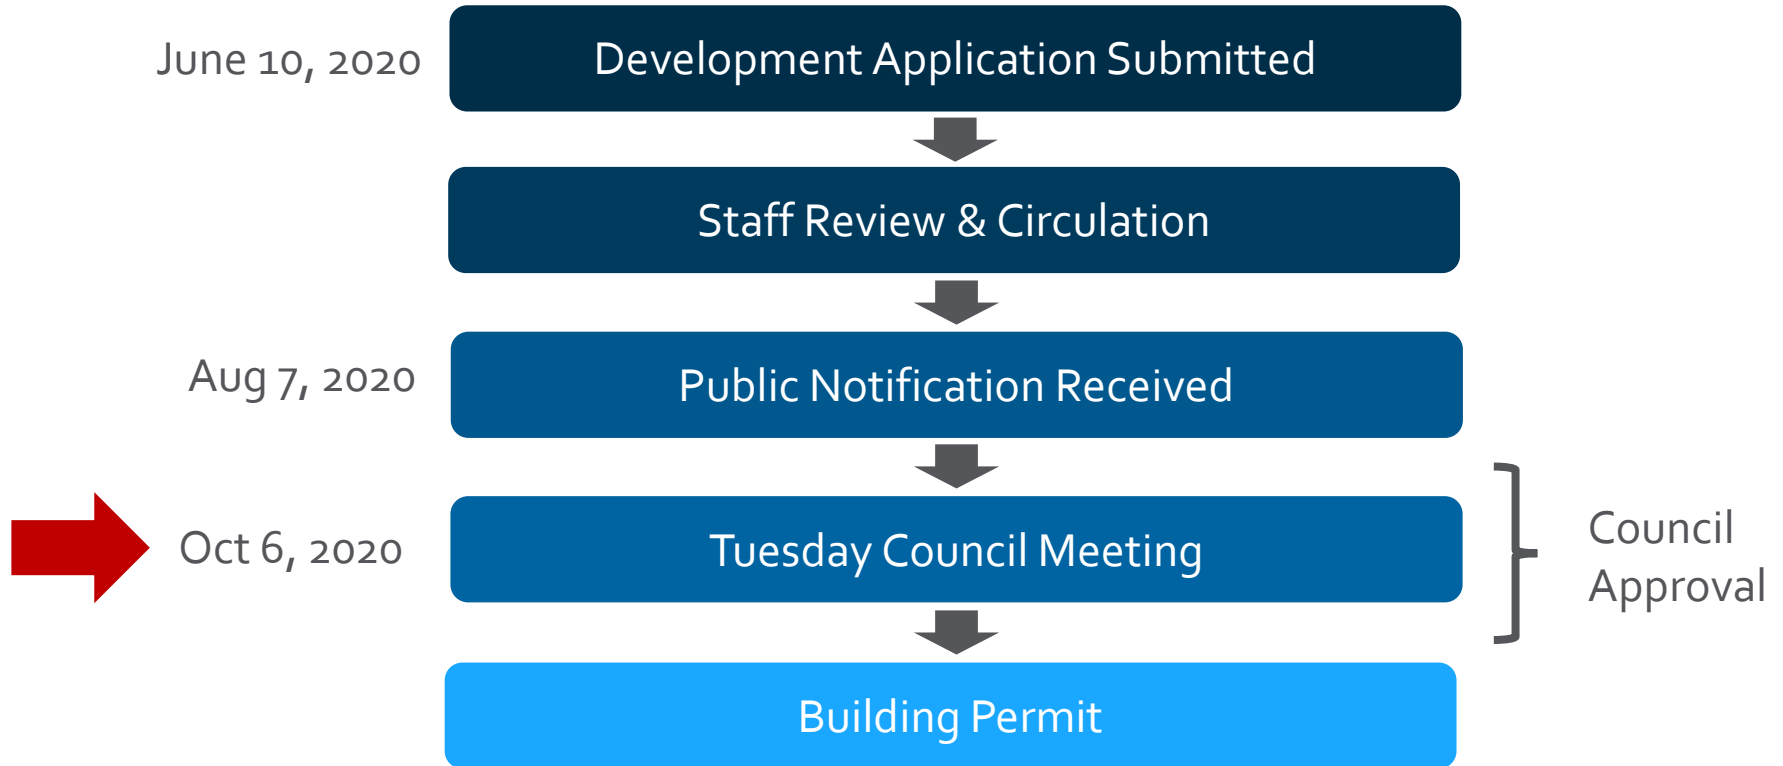 June 10, 2020
Development Application Submitted
Staff Review & Circulation
Aug 7, 2020
Public Notification Received
Oct 6, 2020
Tuesday Council Meeting
Council
Approval
Building Permit